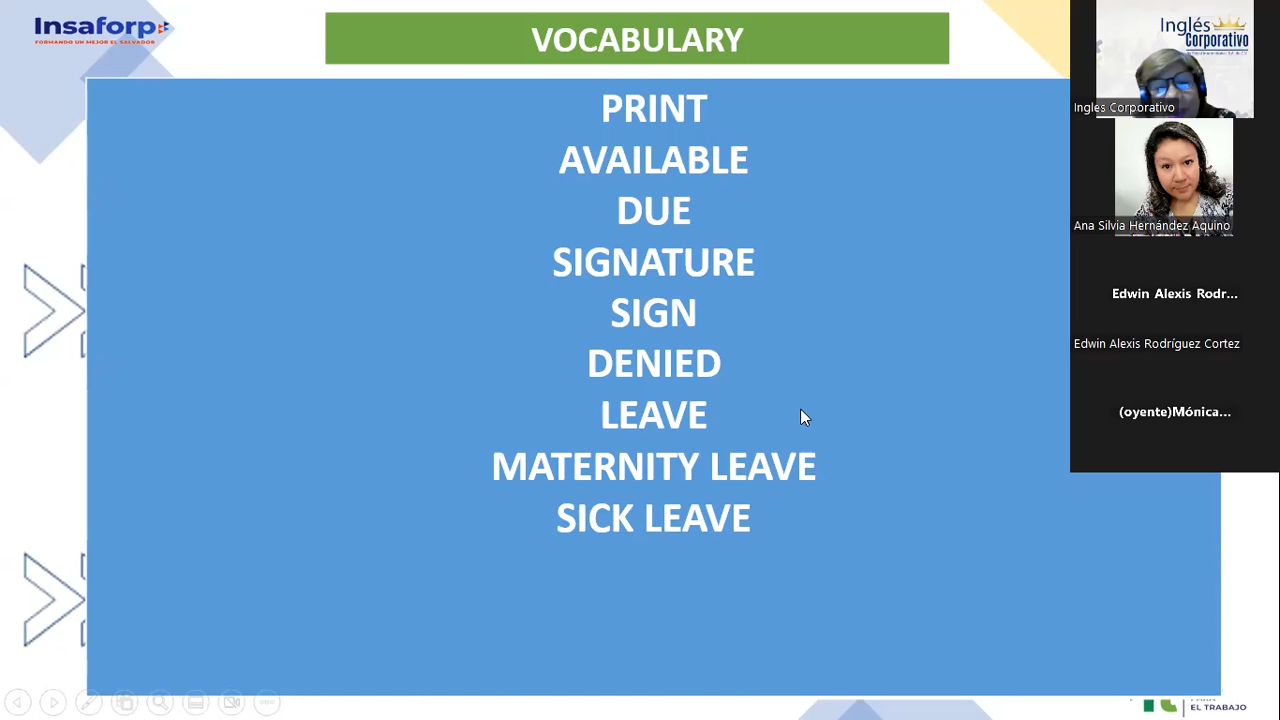 Insaforp
FORMANDO UN MEJOR EL SALVADOR
VOCABULARY
PRINT
AVAILABLE
DUE
SIGNATURE
SIGN
DENIED
LEAVE
MATERNITY LEAVE
SICK LEAVE
Inglés
Corporativo
Ingles Corporativo
Ana Silvia Hernández Aquino
Edwin Alexis Rodr...
Edwin Alexis Rodríguez Cortez
(oyente)Mónica...
EL TRABAJO